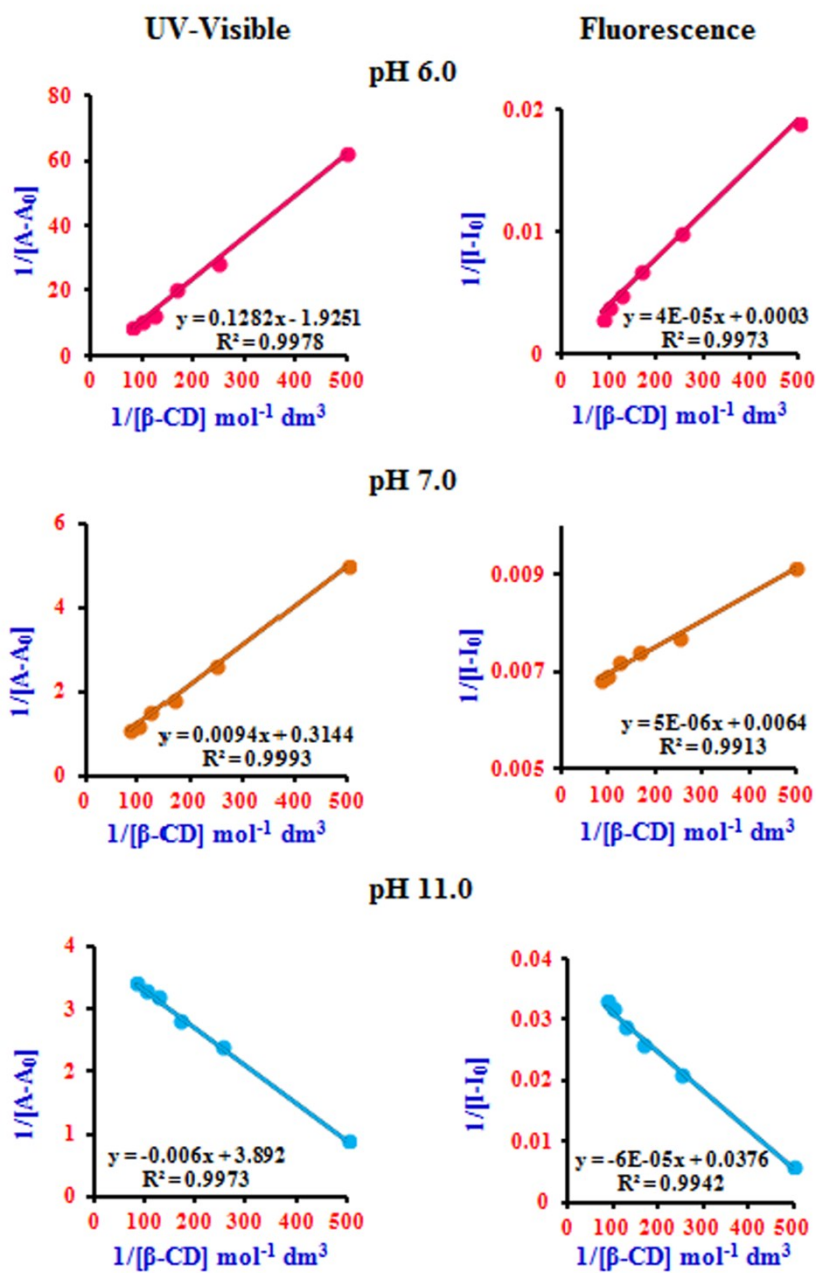 UV-Visible
Fluorescence
pH 6.0
80
60
40
20
0
1/[A-A₀]
y = 0.1282x - 1.9251
R² = 0.9978
0 100 200 300 400 500
1/[β-CD] mol⁻¹ dm³
0.02
0.01
0
1/[I-I₀]
y = 4E-05x + 0.0003
R² = 0.9973
0 100 200 300 400 500
1/[β-CD] mol⁻¹ dm³
pH 7.0
6
4
2
0
1/[A-A₀]
y = 0.0094x + 0.3144
R² = 0.9993
0 100 200 300 400 500
1/[β-CD] mol⁻¹ dm³
0.009
0.007
0.005
1/[I-I₀]
y = 5E-06x + 0.0064
R² = 0.9913
0 100 200 300 400 500
1/[β-CD] mol⁻¹ dm³
pH 11.0
4
3
2
1
0
1/[A-A₀]
y = -0.006x + 3.892
R² = 0.9973
0 100 200 300 400 500
1/[β-CD] mol⁻¹ dm³
0.04
0.03
0.02
0.01
0
1/[I-I₀]
y = -6E-05x + 0.0376
R² = 0.9942
0 100 200 300 400 500
1/[β-CD] mol⁻¹ dm³